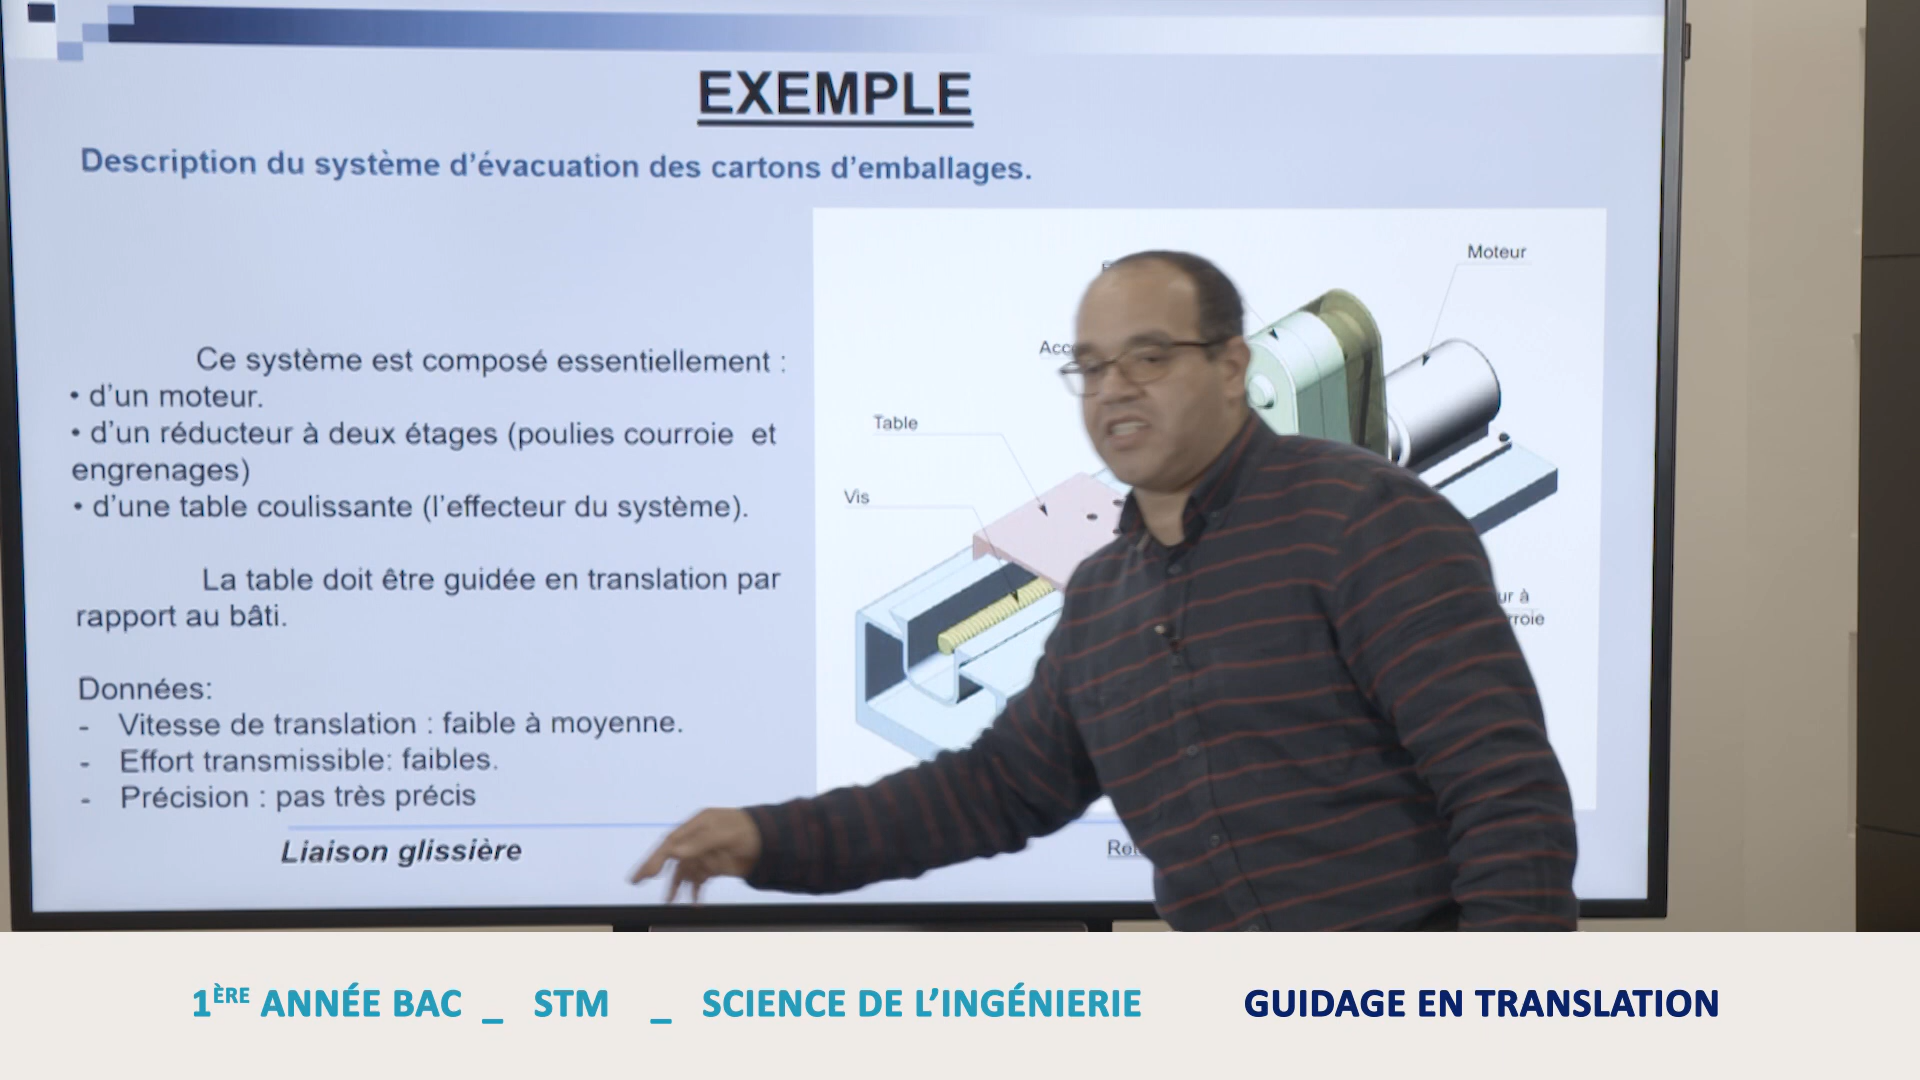 EXEMPLE
Description du système d'évacuation des cartons d'emballages.
Moteur
Table
Vis
Ce système est composé essentiellement :
• d'un moteur.
• d'un réducteur à deux étages (poulies courroie et
engrenages)
• d'une table coulissante (l'effecteur du système).
La table doit être guidée en translation par
rapport au bâti.
Données:
- Vitesse de translation : faible à moyenne.
- Effort transmissible: faibles.
- Précision : pas très précis
Liaison glissière
1ÈRE ANNÉE BAC _ STM _ SCIENCE DE L'INGÉNIERIE GUIDAGE EN TRANSLATION